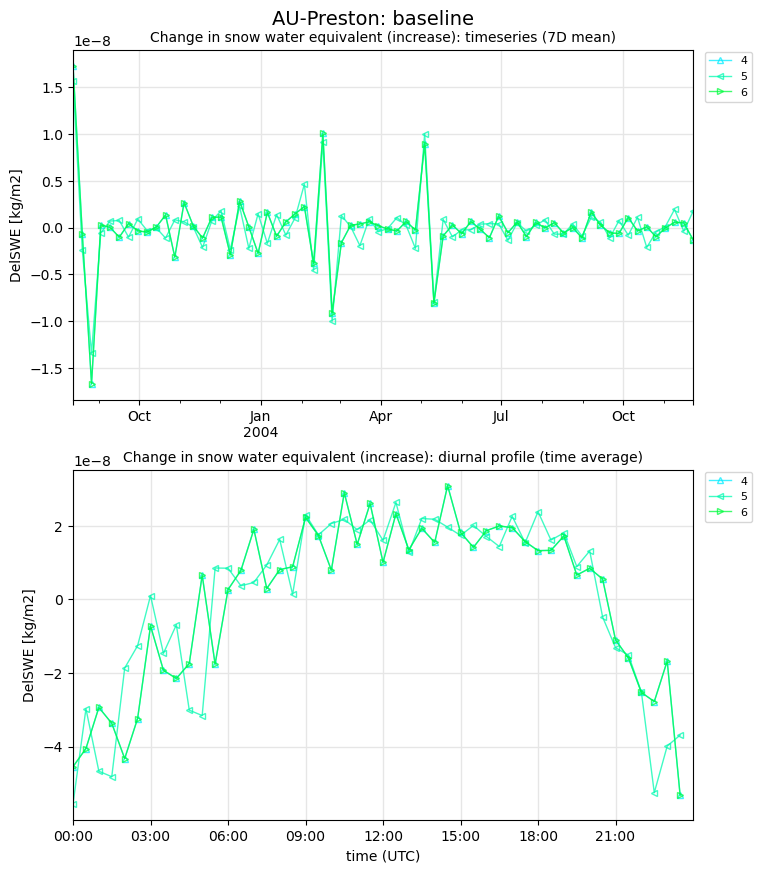 AU-Preston: baseline
Change in snow water equivalent (increase): timeseries (7D mean)
1e−8
4
5
6
1.5
1.0
0.5
0.0
−0.5
−1.0
−1.5
DelSWE [kg/m2]
Oct
Jan
2004
Apr
Jul
Oct
Change in snow water equivalent (increase): diurnal profile (time average)
1e−8
4
5
6
2
0
−2
−4
DelSWE [kg/m2]
00:00
03:00
06:00
09:00
12:00
15:00
18:00
21:00
time (UTC)